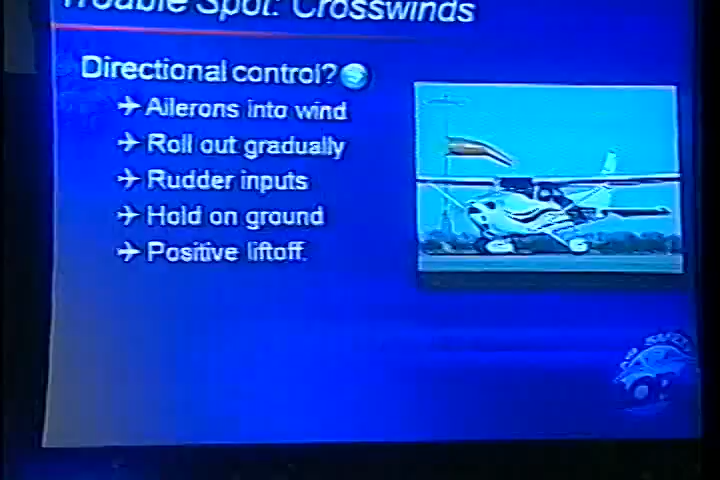 Trouble Spot: Crosswinds
Directional control?
Ailerons into wind
Roll out gradually
Rudder inputs
Hold on ground
Positive liftoff.